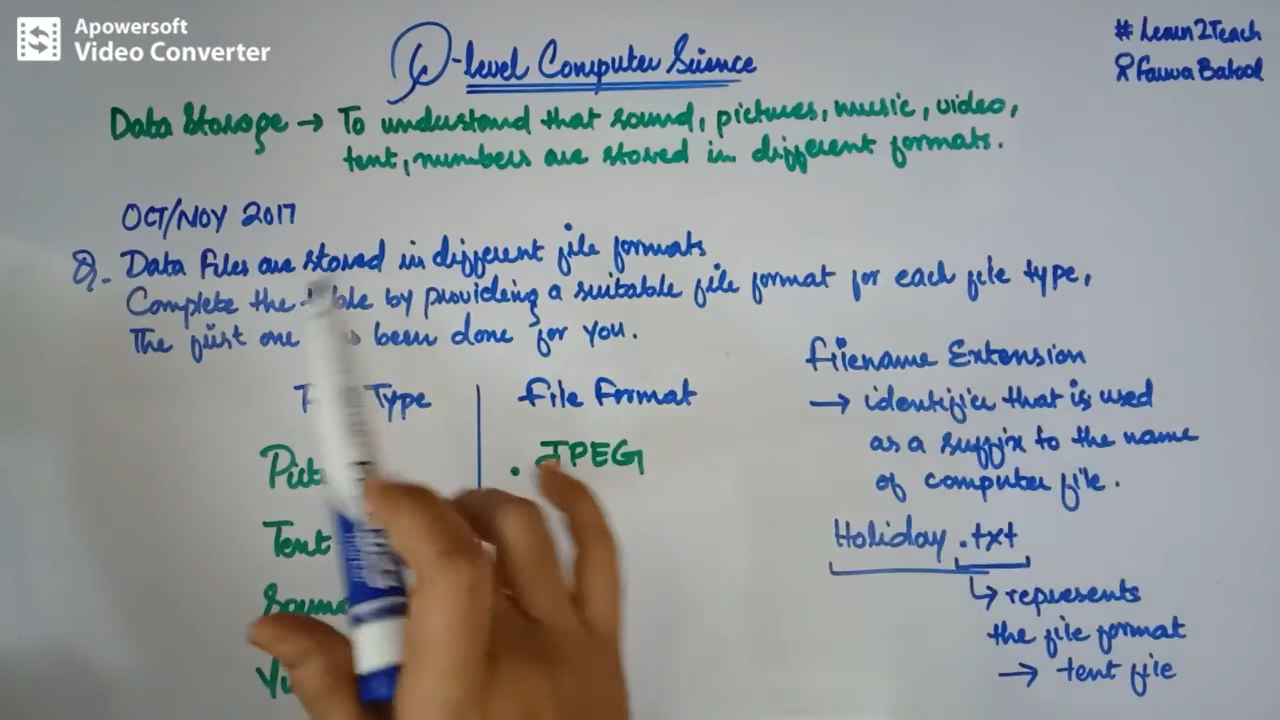 Apowersoft
Video Converter
O-level Computer Science
# Learn2Teach
Farwa Batool
Data Storage → To understand that sound, pictures, music, video,
text, numbers are stored in different formats.
OCT/NOV 2017
Q. Data Files are stored in different file formats.
Complete the table by providing a suitable file format for each file type.
The first one been done for you.
Type | File Format
. JPEG
Text
Filename Extension
→ identifier that is used
as a suffix to the name
of computer file.
Holiday .txt
↳ represents
the file format
→ text file